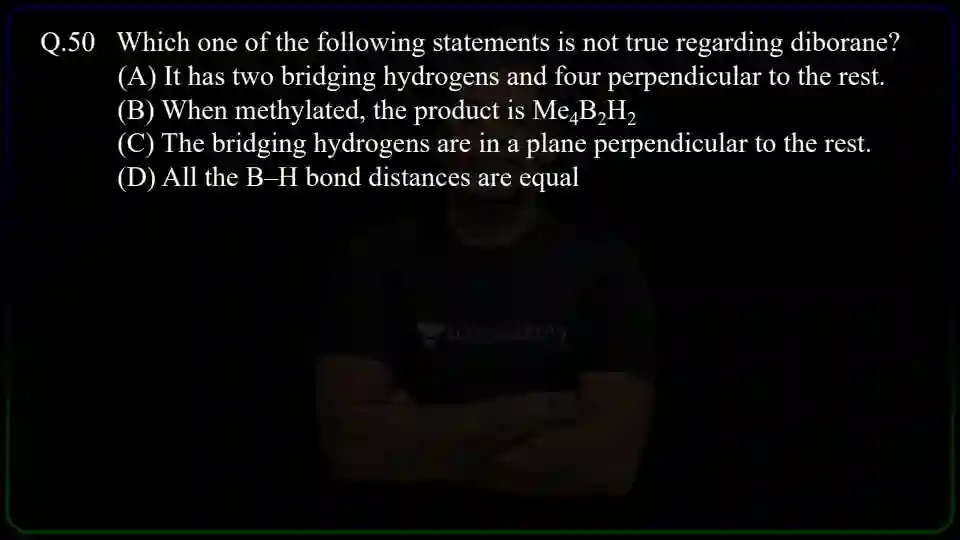 Q.50 Which one of the following statements is not true regarding diborane?
(A) It has two bridging hydrogens and four perpendicular to the rest.
(B) When methylated, the product is Me₄B₂H₂
(C) The bridging hydrogens are in a plane perpendicular to the rest.
(D) All the B–H bond distances are equal